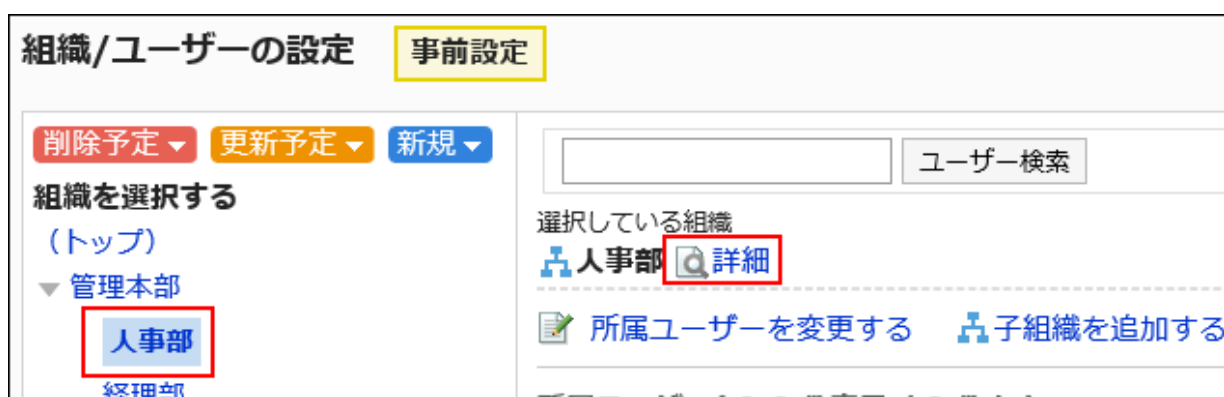 組織/ユーザーの設定 事前設定
削除予定 更新予定 新規
組織を選択する
(トップ)
管理本部
人事部
経理部
ユーザー検索
選択している組織
人事部 詳細
所属ユーザーを変更する 子組織を追加する